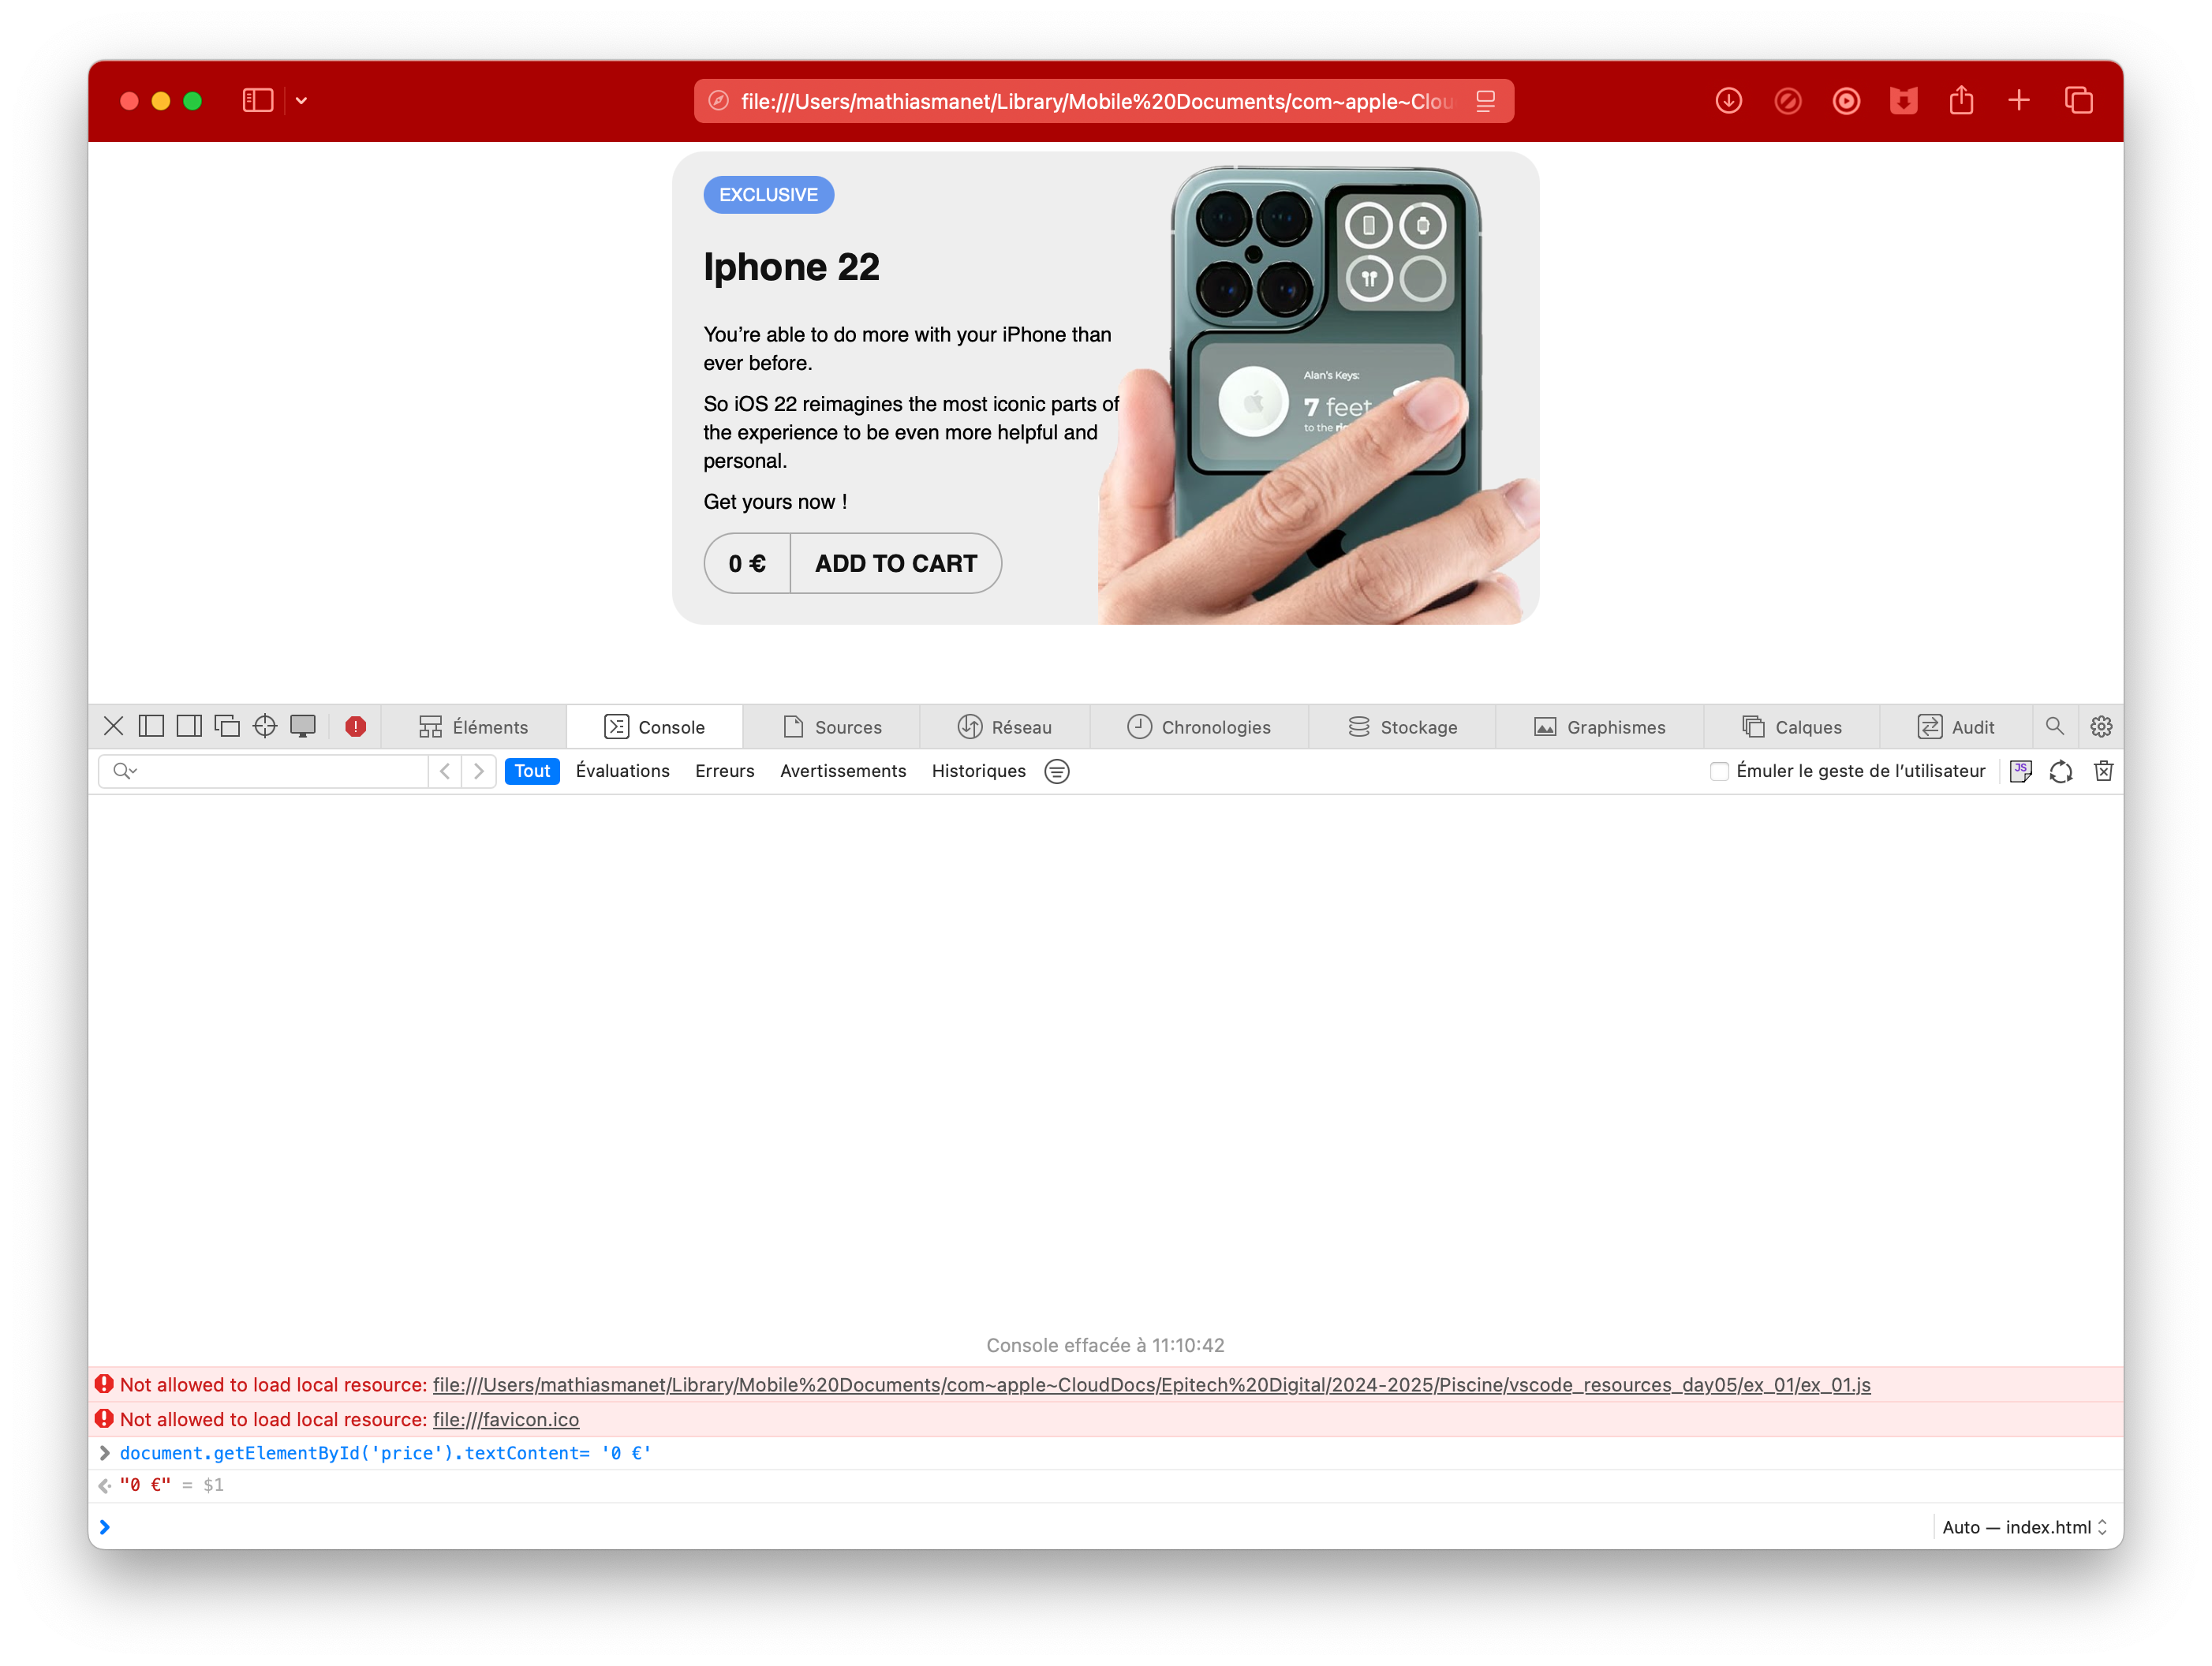 file:///Users/mathiasmanet/Library/Mobile%20Documents/com~apple~Clou
EXCLUSIVE
Iphone 22
You’re able to do more with your iPhone than
ever before.
So iOS 22 reimagines the most iconic parts of
the experience to be even more helpful and
personal.
Get yours now !
0 € ADD TO CART
Alan's Keys:
7 feet
to the
Éléments Console Sources Réseau Chronologies Stockage Graphismes Calques Audit
Tout Évaluations Erreurs Avertissements Historiques Émuler le geste de l’utilisateur JS
Console effacée à 11:10:42
Not allowed to load local resource: file:///Users/mathiasmanet/Library/Mobile%20Documents/com~apple~CloudDocs/Epitech%20Digital/2024-2025/Piscine/vscode_resources_day05/ex_01/ex_01.js
Not allowed to load local resource: file:///favicon.ico
document.getElementById('price').textContent= '0 €'
"0 €" = $1
Auto — index.html